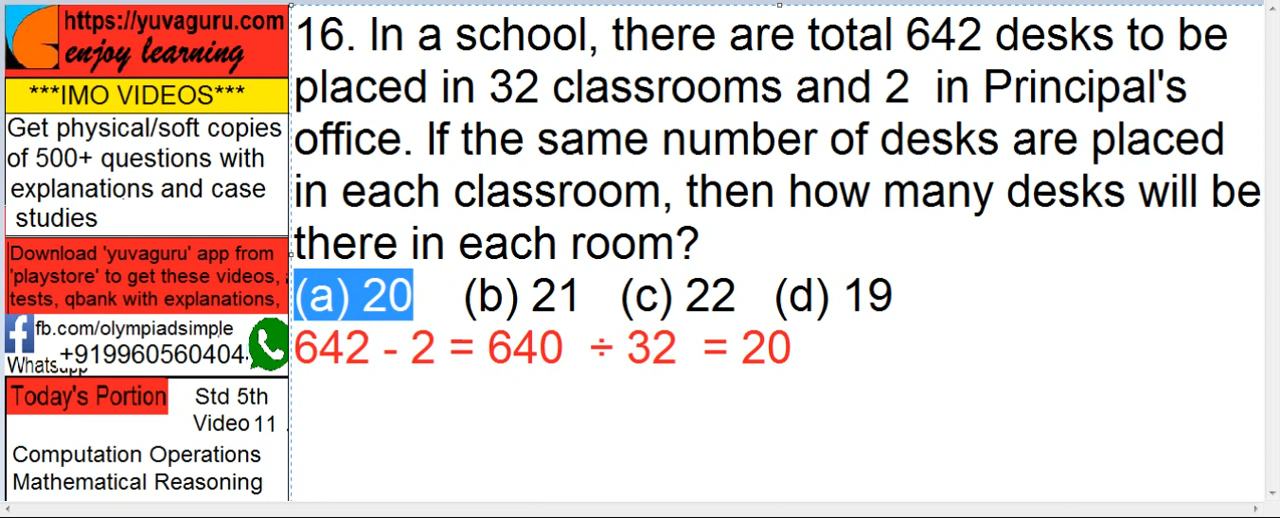 https://yuvaguru.com
enjoy learning
***IMO VIDEOS***
Get physical/soft copies
of 500+ questions with
explanations and case
studies
Download 'yuvaguru' app from
'playstore' to get these videos,
tests, qbank with explanations,
fb.com/olympiadsimple
+919960560404
Whatsupp
Today's Portion Std 5th
Video 11
Computation Operations
Mathematical Reasoning
16. In a school, there are total 642 desks to be
placed in 32 classrooms and 2 in Principal's
office. If the same number of desks are placed
in each classroom, then how many desks will be
there in each room?
(a) 20 (b) 21 (c) 22 (d) 19
642 - 2 = 640 ÷ 32 = 20